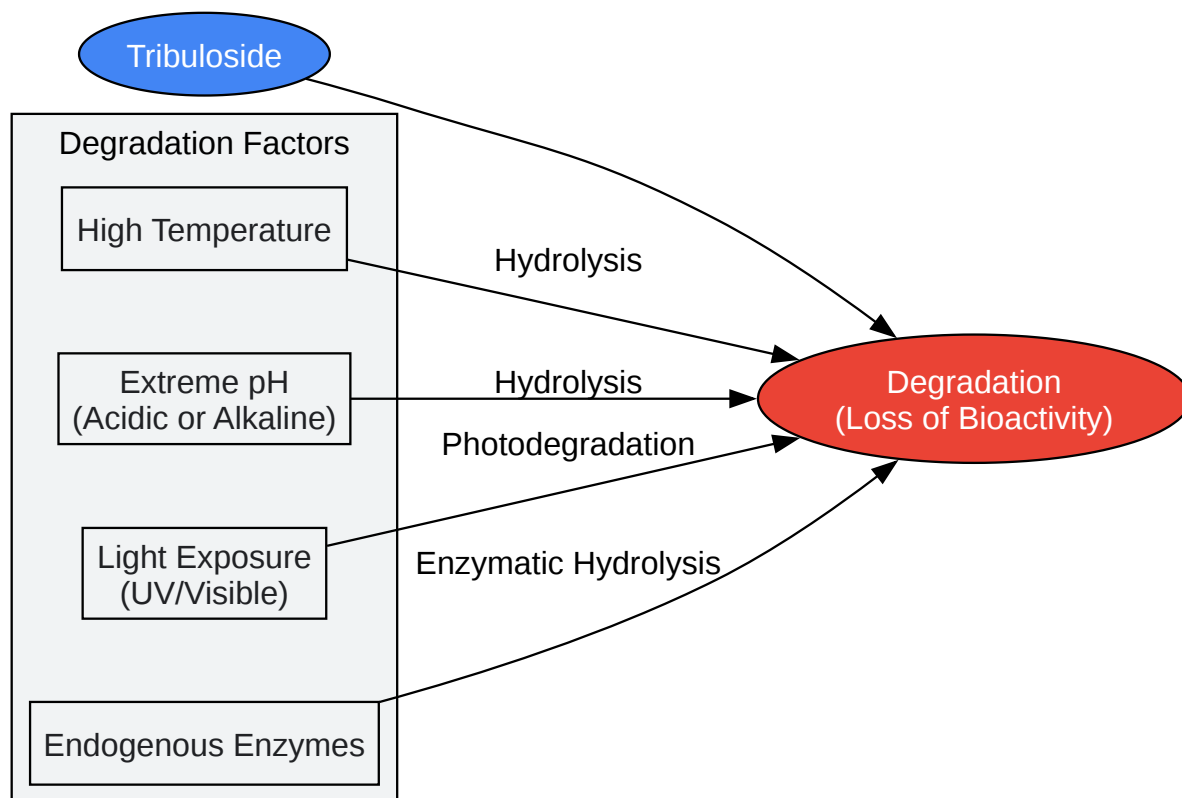 Tribuloside
Degradation Factors
High Temperature
Hydrolysis
Extreme pH
(Acidic or Alkaline)
Hydrolysis
Degradation
(Loss of Bioactivity)
Photodegradation
Light Exposure
(UV/Visible)
Enzymatic Hydrolysis
Endogenous Enzymes